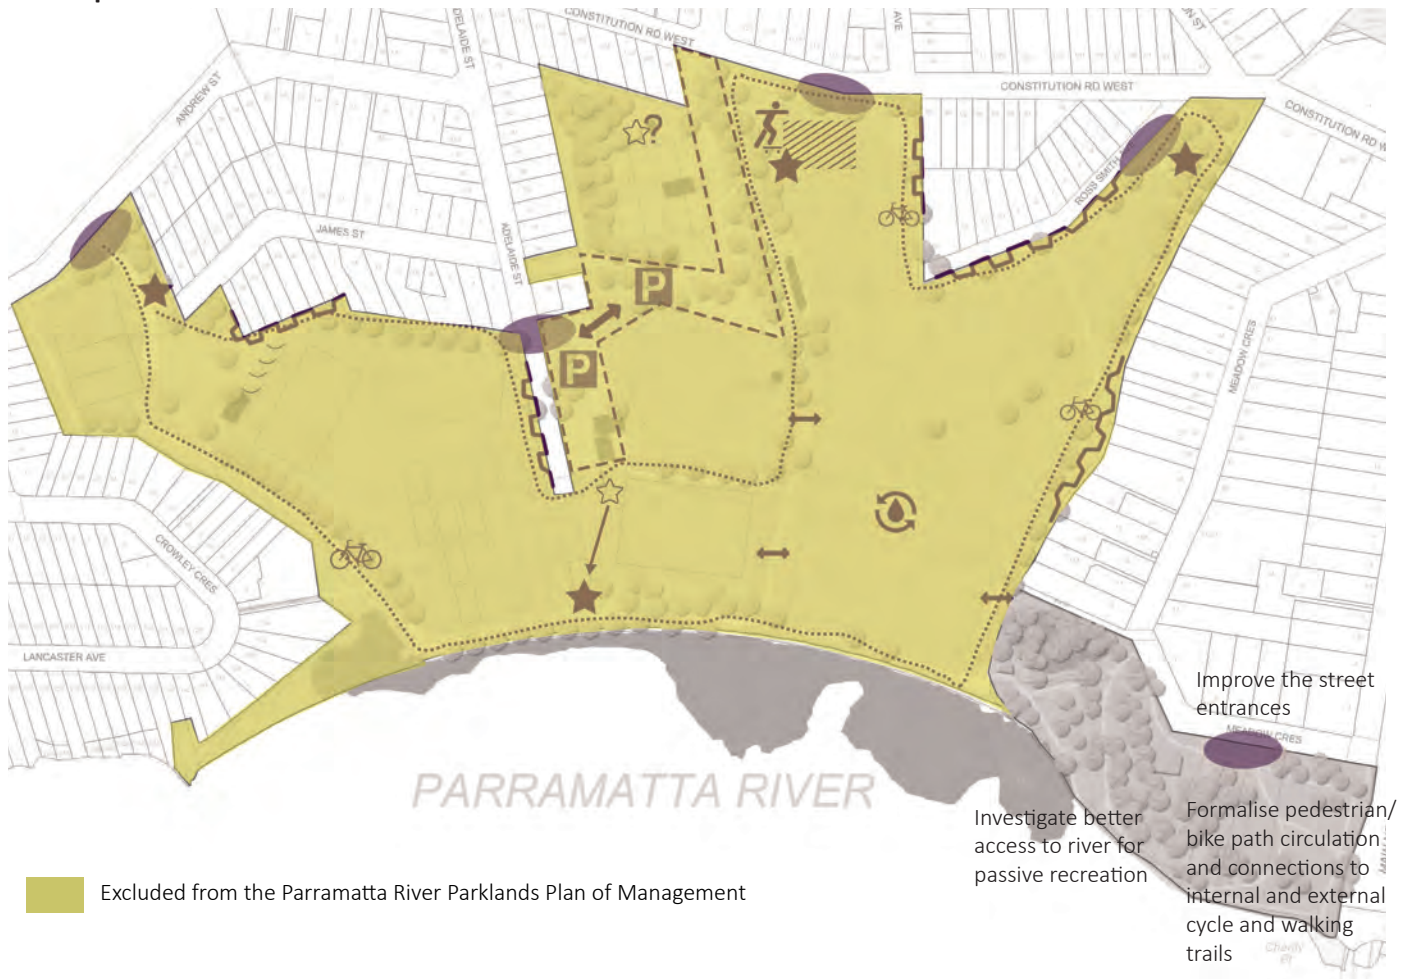 CONSTITUTION RD WEST
ADELAIDE ST
AVE
ANDREW ST
CONSTITUTION RD WEST
CONSTITUTION RD W
?
ROSS SMITH
JAMES ST
ADELAIDE ST
P
P
MEADOW CRES
CROWLEY CRES
LANCASTER AVE
Improve the street
entrances
MEADOW CRES
PARRAMATTA RIVER
Investigate better
access to river for
passive recreation
Formalise pedestrian/
bike path circulation
and connections to
internal and external
cycle and walking
trails
Charity
Pt
Excluded from the Parramatta River Parklands Plan of Management